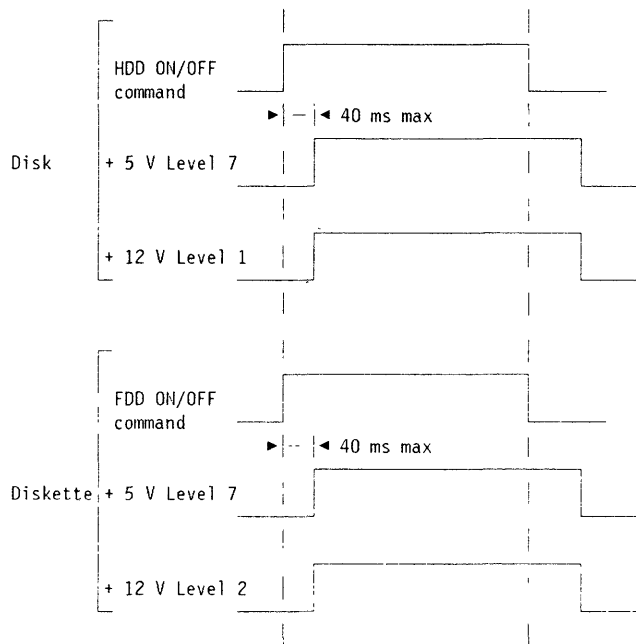 HDD ON/OFF
command
40 ms max
Disk + 5 V Level 7
+ 12 V Level 1
FDD ON/OFF
command
40 ms max
Diskette + 5 V Level 7
+ 12 V Level 2